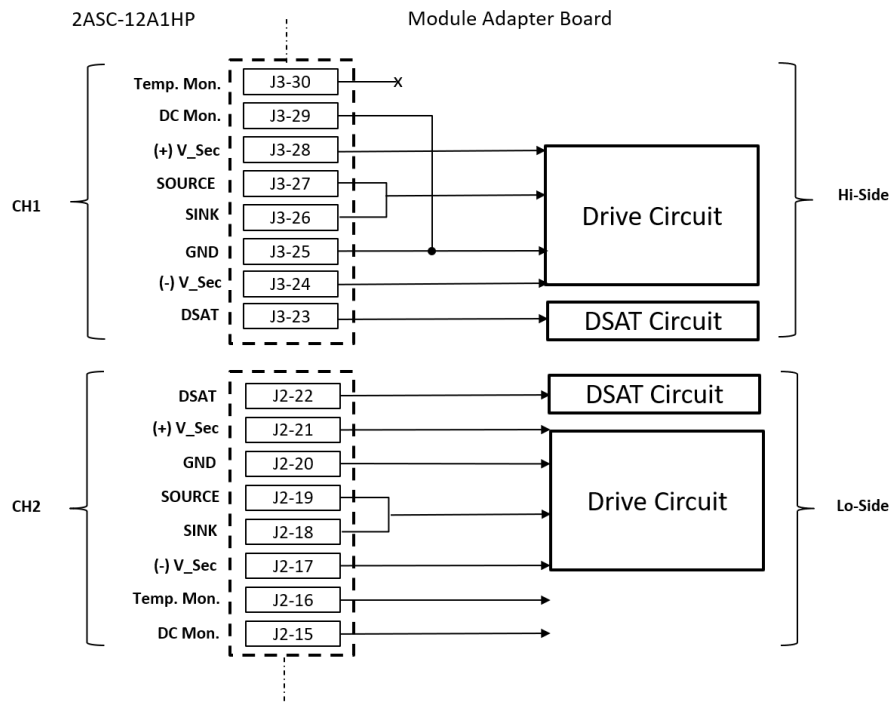 2ASC-12A1HP Module Adapter Board
Temp. Mon. J3-30 x
DC Mon. J3-29
(+) V_Sec J3-28
SOURCE J3-27
SINK J3-26
GND J3-25
(-) V_Sec J3-24
DSAT J3-23
CH1
Drive Circuit
DSAT Circuit
Hi-Side
DSAT J2-22
(+) V_Sec J2-21
GND J2-20
SOURCE J2-19
SINK J2-18
(-) V_Sec J2-17
Temp. Mon. J2-16
DC Mon. J2-15
CH2
DSAT Circuit
Drive Circuit
Lo-Side